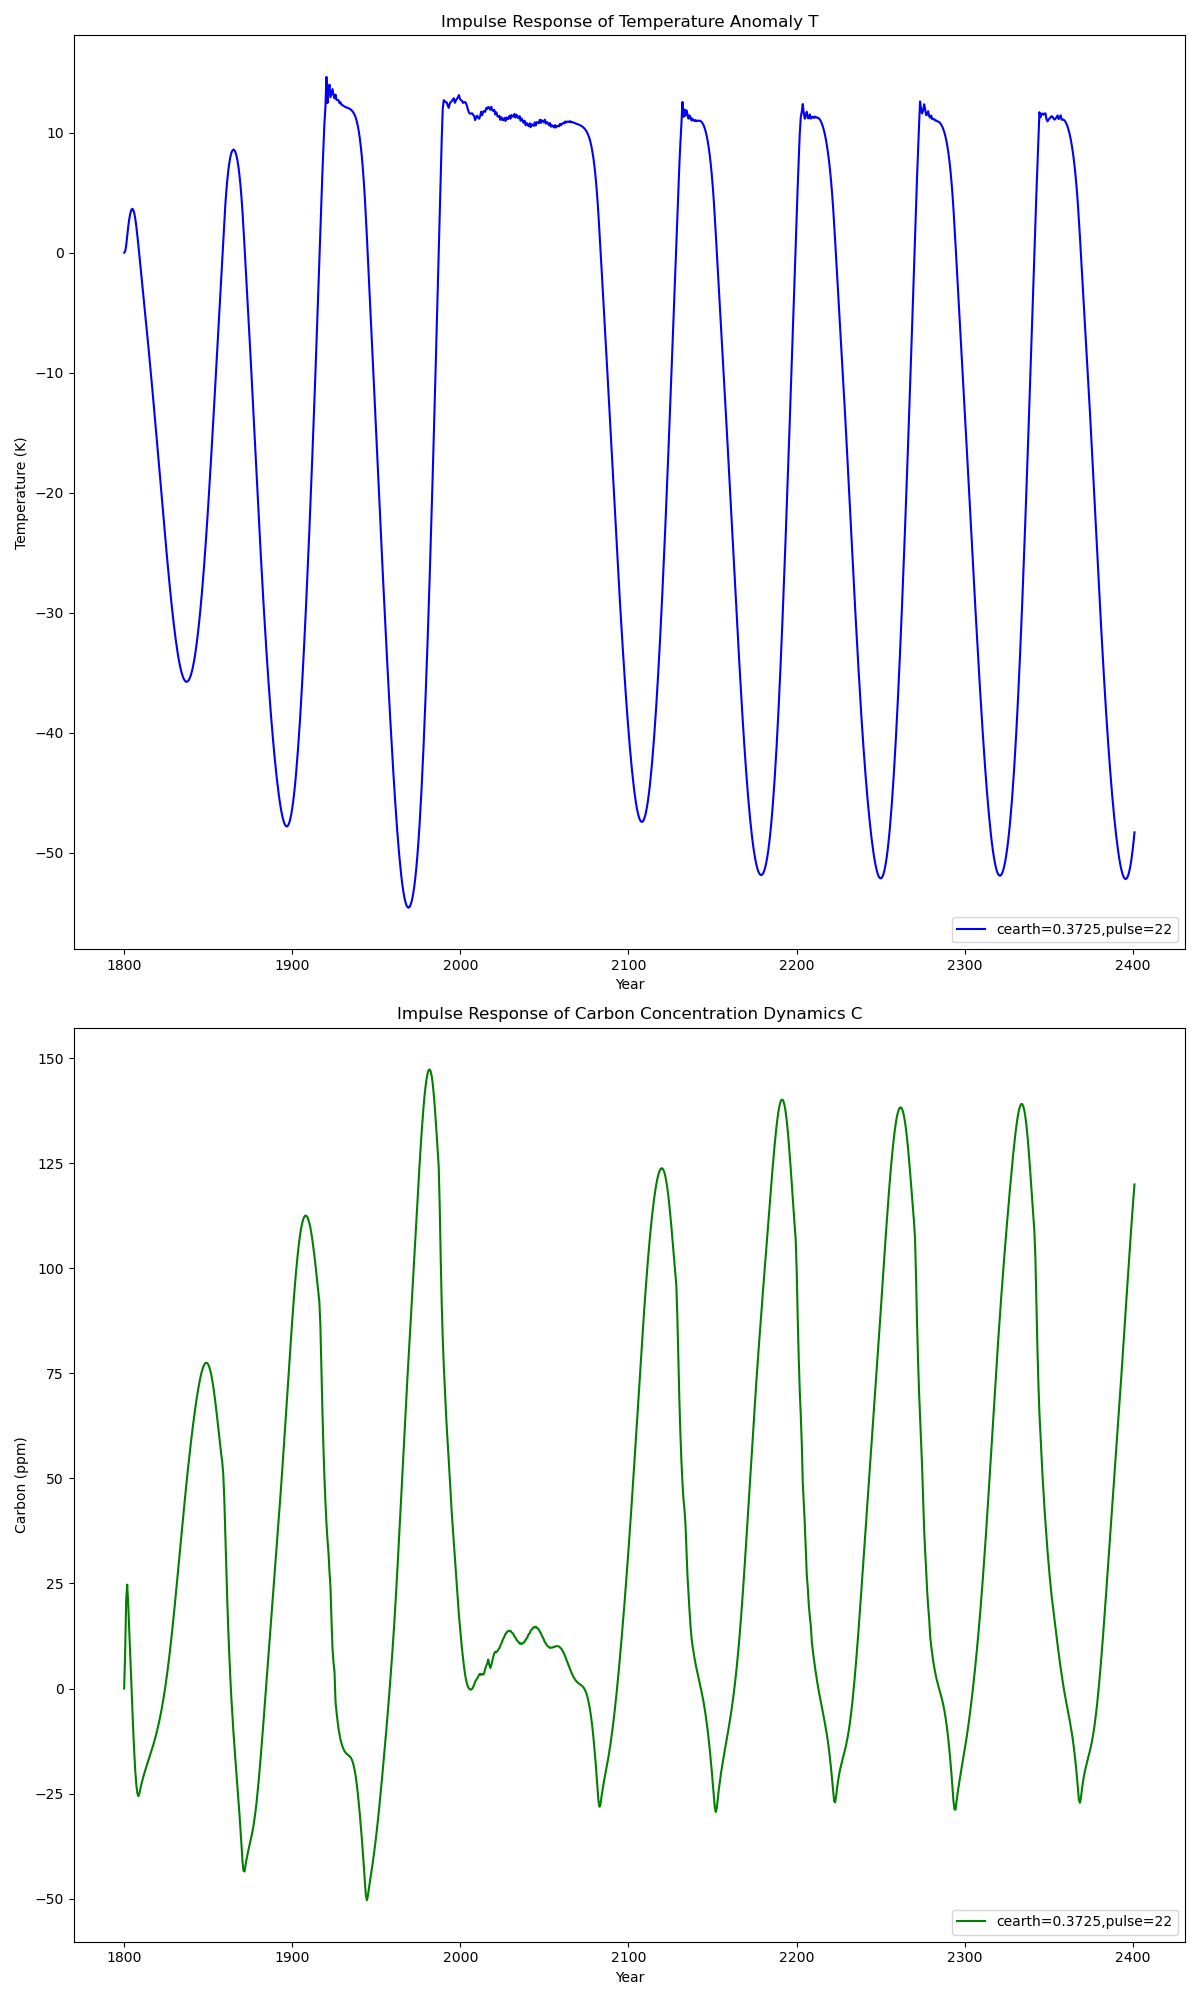 Impulse Response of Temperature Anomaly T
Temperature (K)
10
0
−10
−20
−30
−40
−50
1800 1900 2000 2100 2200 2300 2400
Year
cearth=0.3725,pulse=22
Impulse Response of Carbon Concentration Dynamics C
Carbon (ppm)
150
125
100
75
50
25
0
−25
−50
1800 1900 2000 2100 2200 2300 2400
Year
cearth=0.3725,pulse=22